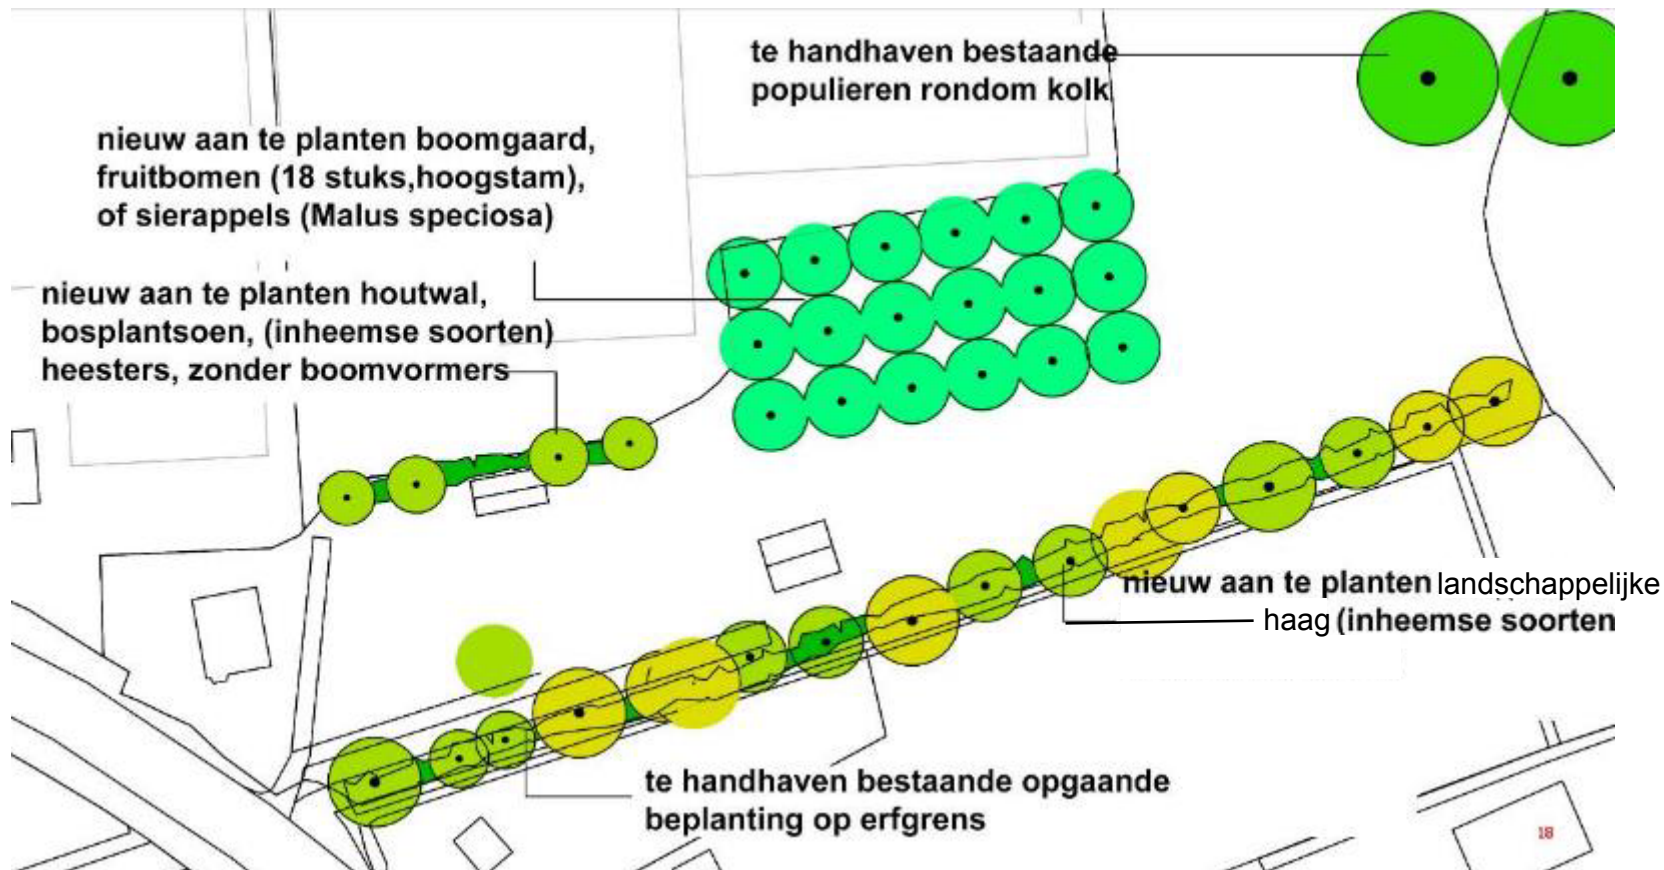 te handhaven bestaande
populieren rondom kolk
nieuw aan te planten boomgaard,
fruitbomen (18 stuks,hoogstam),
of sierappels (Malus speciosa)
nieuw aan te planten houtwal,
bosplantsoen, (inheemse soorten)
heesters, zonder boomvormers
nieuw aan te planten landschappelijke
haag (inheemse soorten
te handhaven bestaande opgaande
beplanting op erfgrens
18